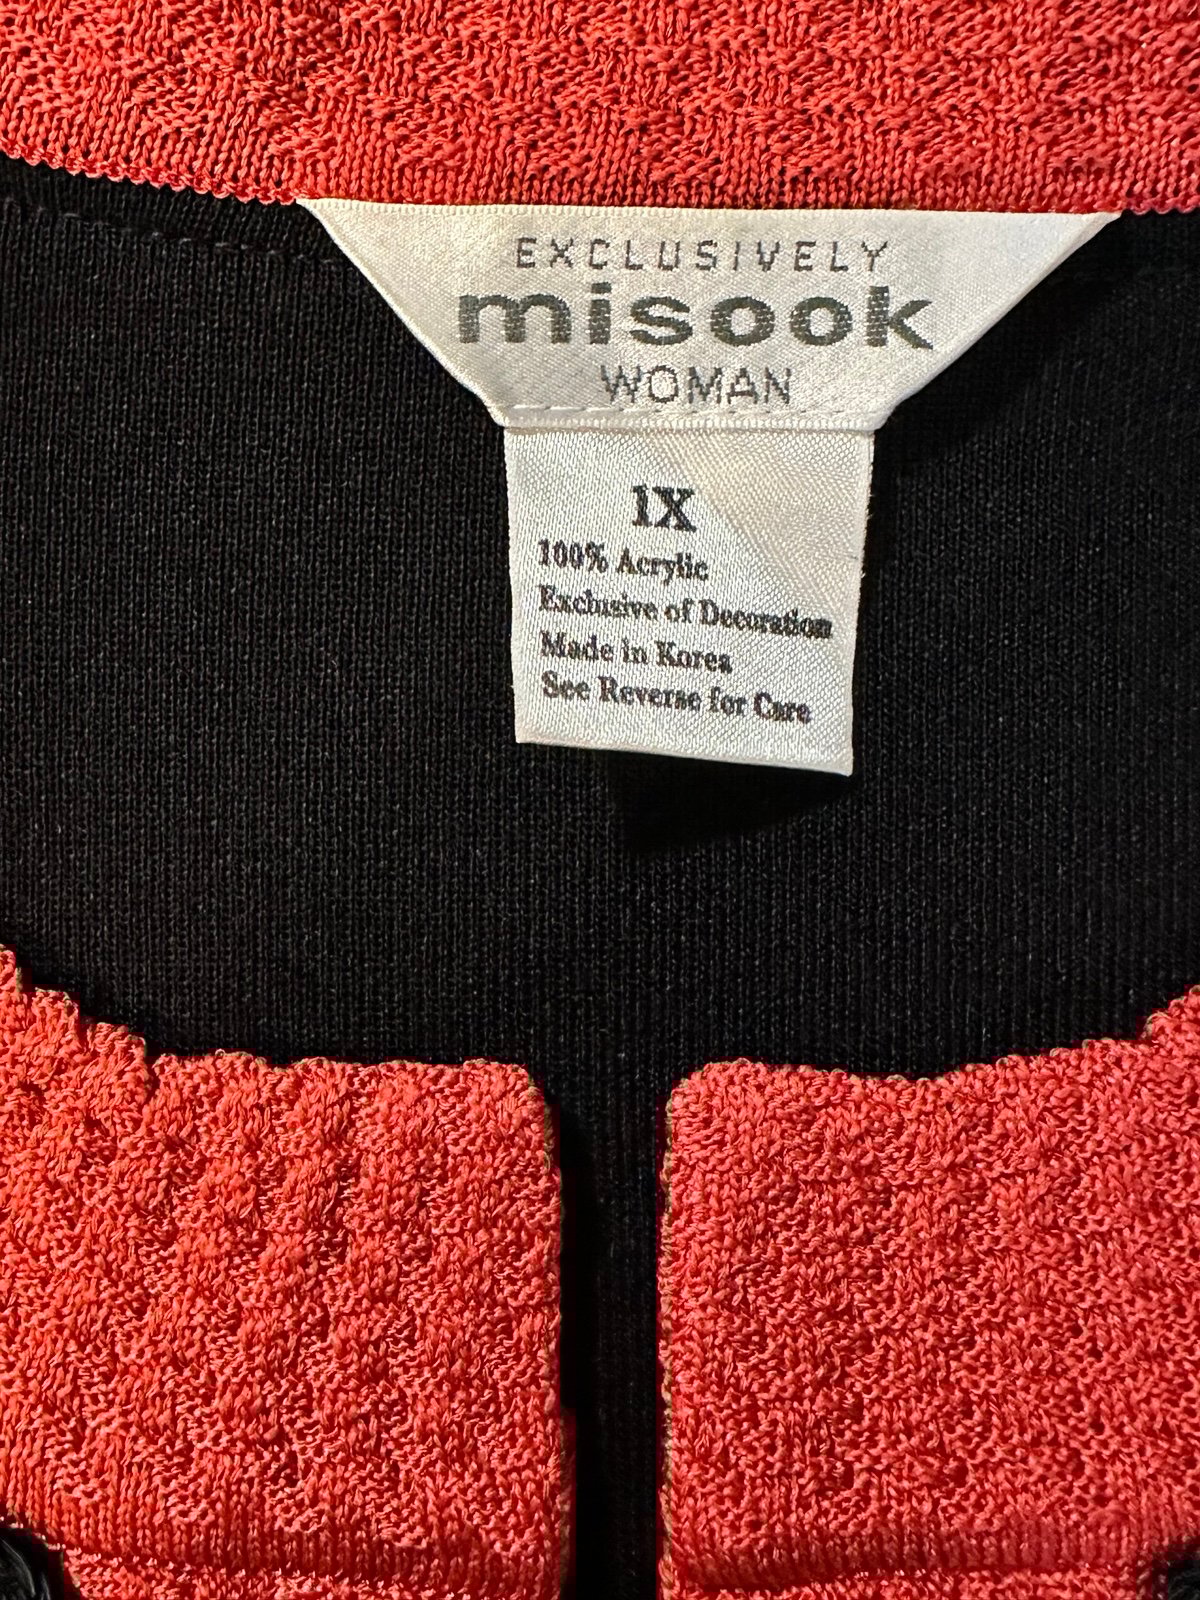 EXCLUSIVELY
misook
WOMAN
1X
100% Acrylic
Exclusive of Decoration
Made in Korea
See Reverse for Care